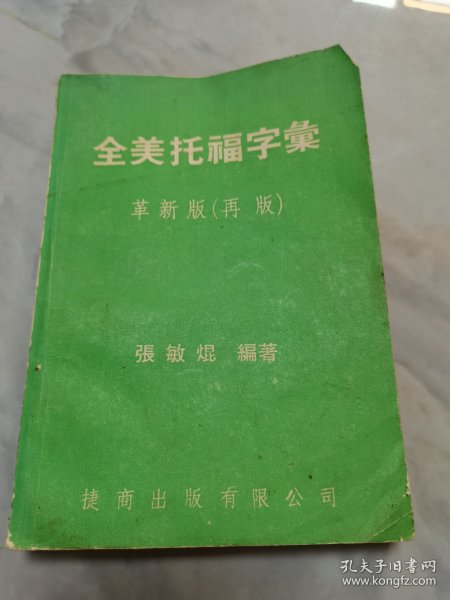 全美托福字彙
革新版(再版)
張敏焜 編著
捷商出版有限公司
孔夫子旧书网
www.kongfz.com